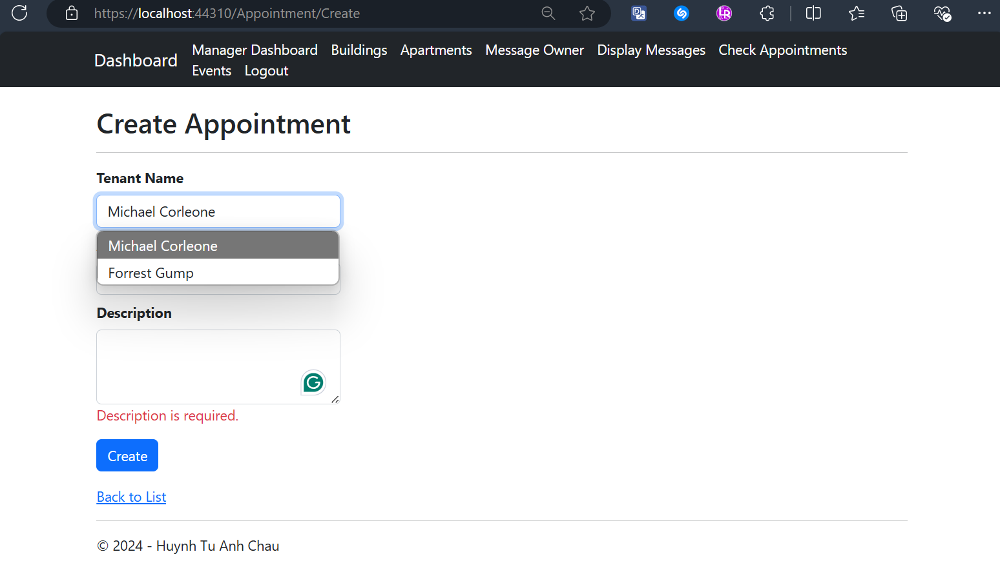 https://localhost:44310/Appointment/Create
Dashboard
Manager Dashboard Buildings Apartments Message Owner Display Messages Check Appointments
Events Logout
Create Appointment
Tenant Name
Michael Corleone
Michael Corleone
Forrest Gump
Description
Description is required.
Create
Back to List
© 2024 - Huynh Tu Anh Chau